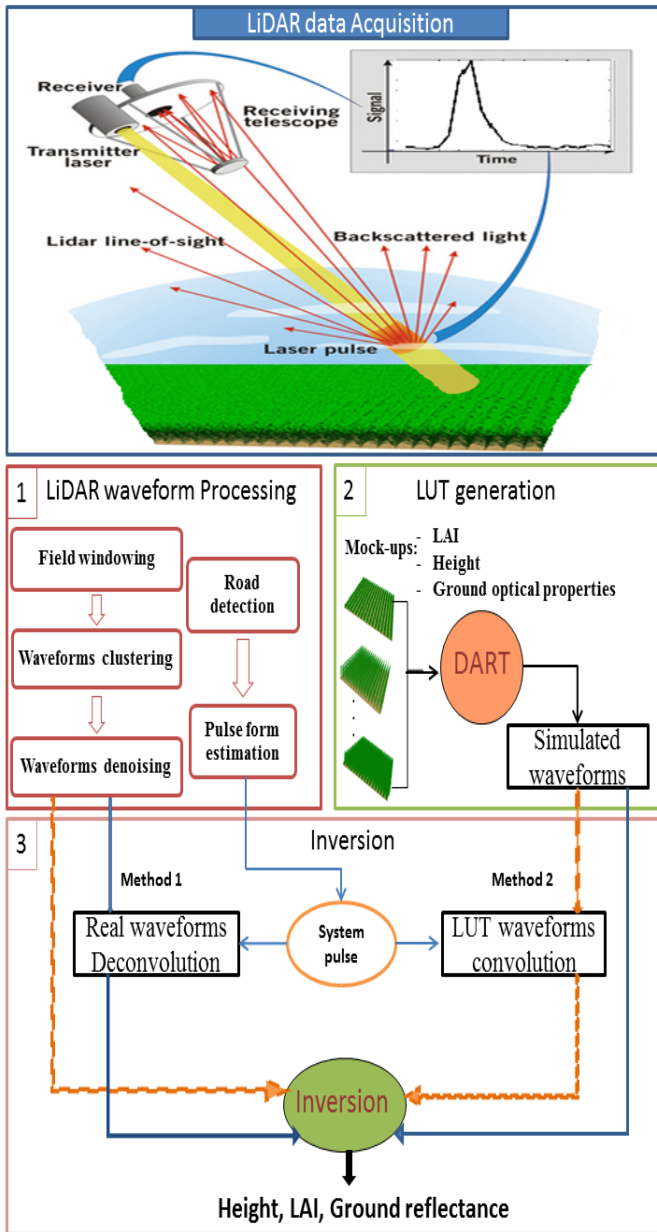 LiDAR data Acquisition
Receiver
Receiving
telescope
Transmitter
laser
Signal
Time
Lidar line-of-sight
Backscattered light
Laser pulse
1
LiDAR waveform Processing
Field windowing
Road
detection
Waveforms clustering
Pulse form
estimation
Waveforms denoising
2
LUT generation
Mock-ups:
- LAI
- Height
- Ground optical properties
DART
Simulated
waveforms
3
Inversion
Method 1
Method 2
Real waveforms
Deconvolution
System
pulse
LUT waveforms
convolution
Inversion
Height, LAI, Ground reflectance